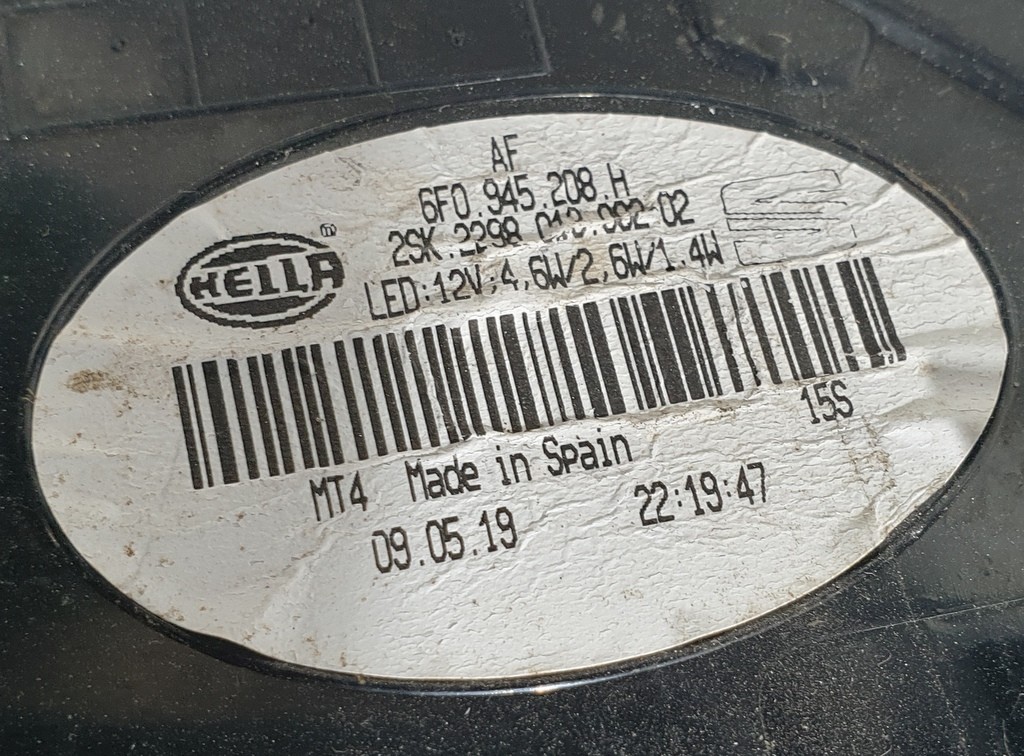 AF
6F0.945.208.H
2SK.2298
LED:12V;4,6W/2,6W/1.4W
HELLA®
15S
MT4 Made in Spain
09.05.19 22:19:47